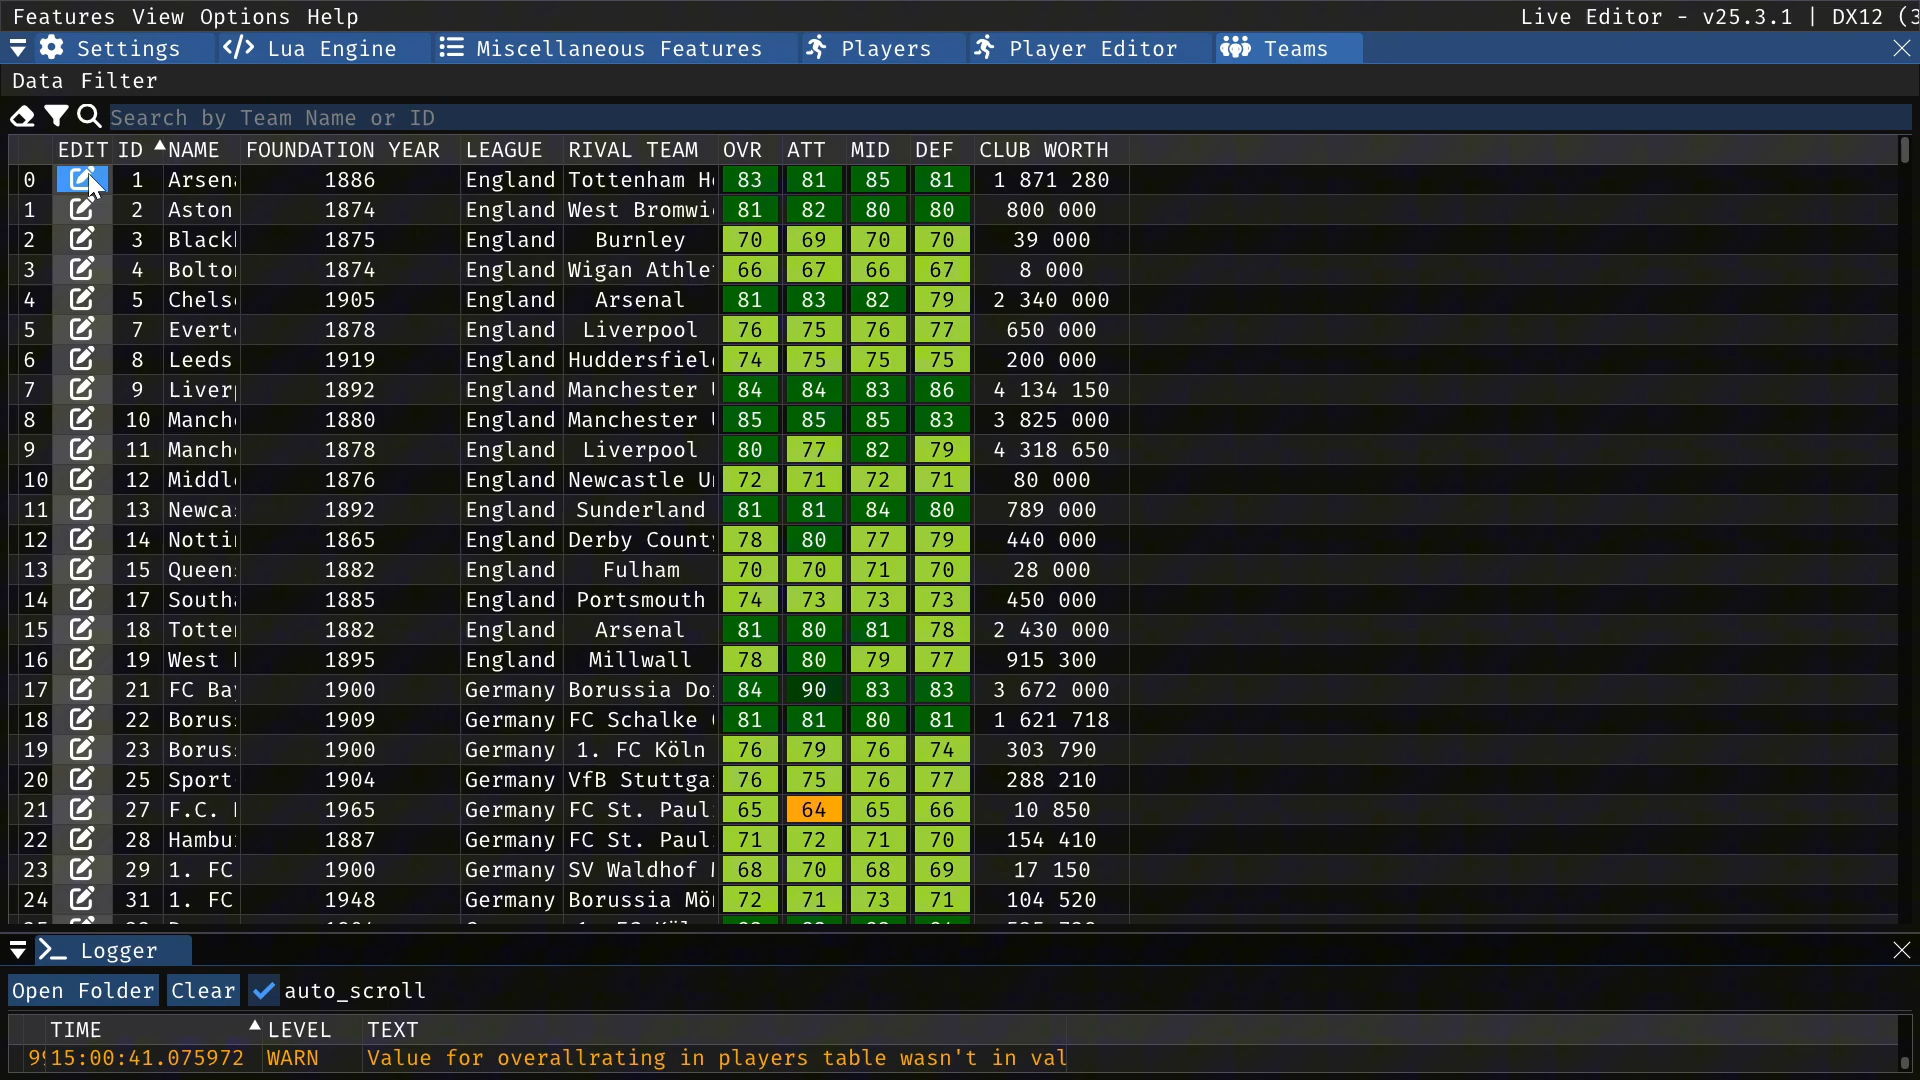 Features View Options Help Live Editor - v25.3.1 | DX12 (3
Settings Lua Engine Miscellaneous Features Players Player Editor Teams
Data Filter
Search by Team Name or ID
EDIT ID NAME FOUNDATION YEAR LEAGUE RIVAL TEAM OVR ATT MID DEF CLUB WORTH
0 1 Arsen 1886 England Tottenham H 83 81 85 81 1 871 280
1 2 Aston 1874 England West Bromwi 81 82 80 80 800 000
2 3 Black 1875 England Burnley 70 69 70 70 39 000
3 4 Bolto 1874 England Wigan Athle 66 67 66 67 8 000
4 5 Chels 1905 England Arsenal 81 83 82 79 2 340 000
5 7 Evert 1878 England Liverpool 76 75 76 77 650 000
6 8 Leeds 1919 England Huddersfiel 74 75 75 75 200 000
7 9 Liver 1892 England Manchester 84 84 83 86 4 134 150
8 10 Manch 1880 England Manchester 85 85 85 83 3 825 000
9 11 Manch 1878 England Liverpool 80 77 82 79 4 318 650
10 12 Middl 1876 England Newcastle U 72 71 72 71 80 000
11 13 Newca 1892 England Sunderland 81 81 84 80 789 000
12 14 Notti 1865 England Derby Count 78 80 77 79 440 000
13 15 Queen 1882 England Fulham 70 70 71 70 28 000
14 17 South 1885 England Portsmouth 74 73 73 73 450 000
15 18 Totte 1882 England Arsenal 81 80 81 78 2 430 000
16 19 West 1895 England Millwall 78 80 79 77 915 300
17 21 FC Ba 1900 Germany Borussia Do 84 90 83 83 3 672 000
18 22 Borus 1909 Germany FC Schalke 81 81 80 81 1 621 718
19 23 Borus 1900 Germany 1. FC Köln 76 79 76 74 303 790
20 25 Sport 1904 Germany VfB Stuttga 76 75 76 77 288 210
21 27 F.C. 1965 Germany FC St. Paul 65 64 65 66 10 850
22 28 Hambu 1887 Germany FC St. Paul 71 72 71 70 154 410
23 29 1. FC 1900 Germany SV Waldhof 68 70 68 69 17 150
24 31 1. FC 1948 Germany Borussia Mö 72 71 73 71 104 520
Logger
Open Folder Clear auto_scroll
TIME LEVEL TEXT
15:00:41.075972 WARN Value for overallrating in players table wasn't in val